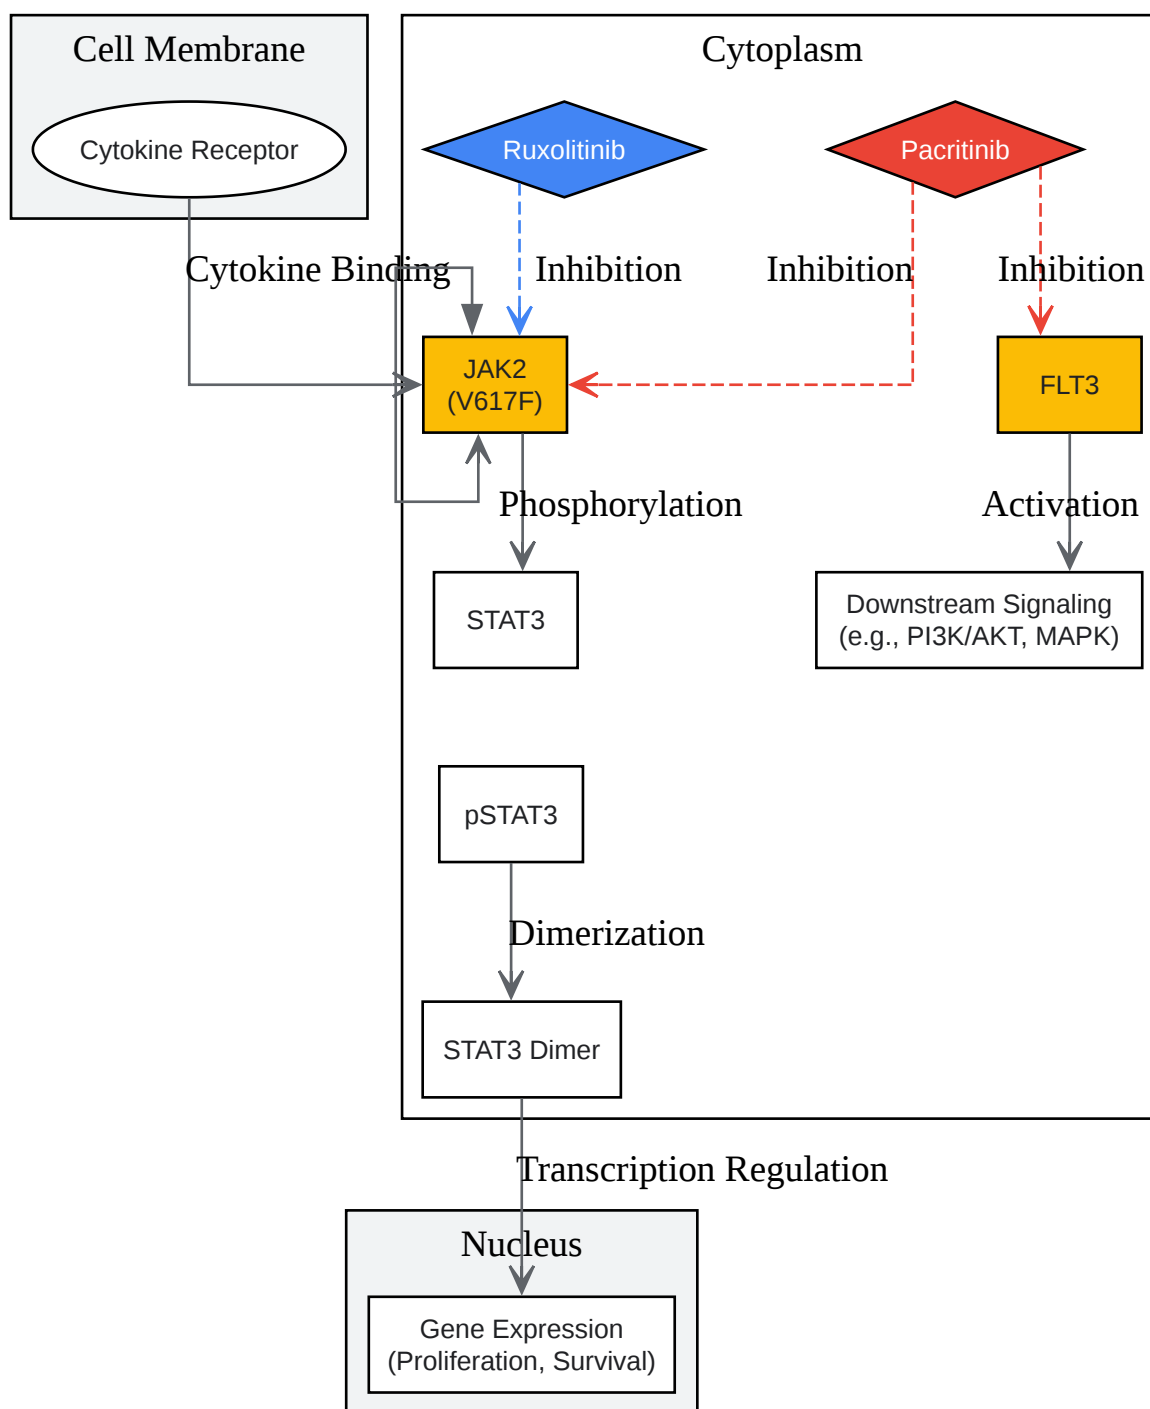 Cell Membrane
Cytoplasm
Cytokine Receptor
Ruxolitinib
Pacritinib
Cytokine Binding
Inhibition
Inhibition
Inhibition
JAK2
(V617F)
FLT3
Phosphorylation
Activation
STAT3
Downstream Signaling
(e.g., PI3K/AKT, MAPK)
pSTAT3
Dimerization
STAT3 Dimer
Transcription Regulation
Nucleus
Gene Expression
(Proliferation, Survival)